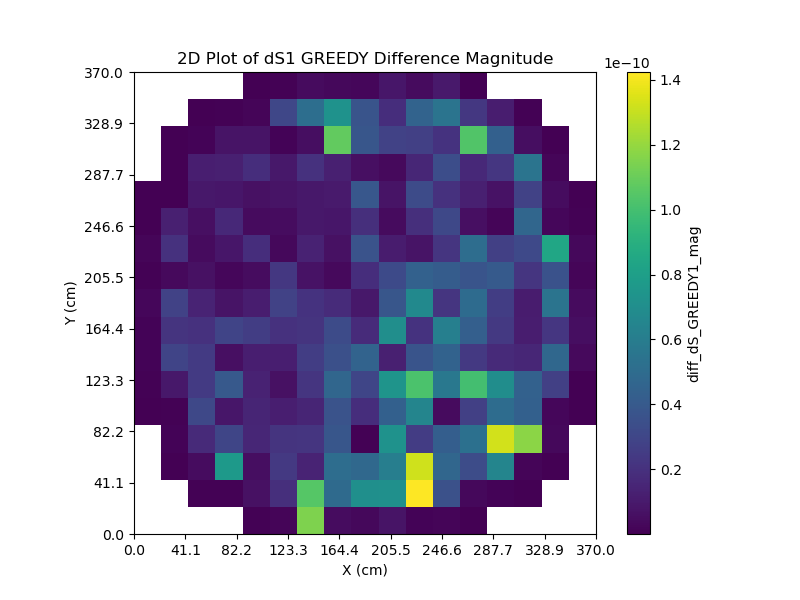 2D Plot of dS1 GREEDY Difference Magnitude
1e−10
370.0
328.9
287.7
246.6
205.5
164.4
123.3
82.2
41.1
0.0
Y (cm)
0.0 41.1 82.2 123.3 164.4 205.5 246.6 287.7 328.9 370.0
X (cm)
1.4
1.2
1.0
0.8
0.6
0.4
0.2
diff_dS_GREEDY1_mag